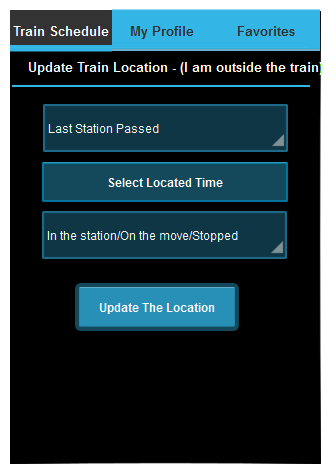 Train Schedule My Profile Favorites
Update Train Location - (I am outside the train)
Last Station Passed
Select Located Time
In the station/On the move/Stopped
Update The Location